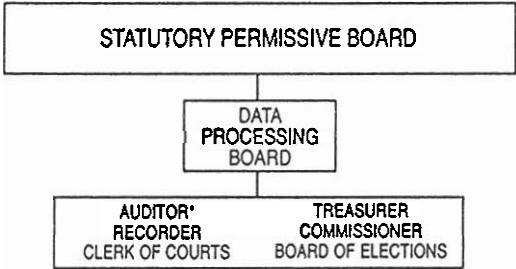 STATUTORY PERMISSIVE BOARD
DATA
PROCESSING
BOARD
AUDITOR*
RECORDER
CLERK OF COURTS
TREASURER
COMMISSIONER
BOARD OF ELECTIONS